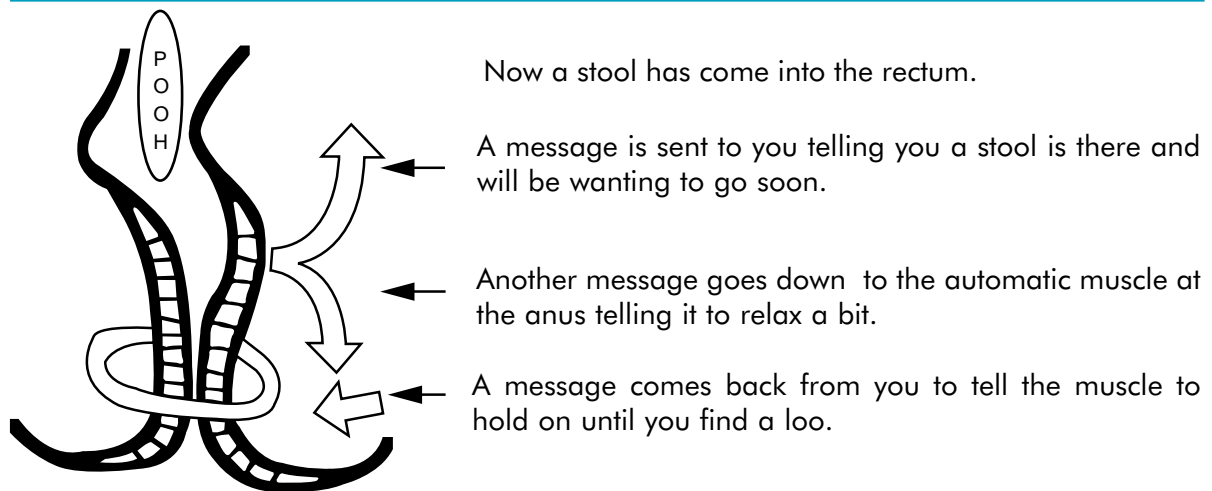 P
O
O
H
Now a stool has come into the rectum.
A message is sent to you telling you a stool is there and
will be wanting to go soon.
Another message goes down to the automatic muscle at
the anus telling it to relax a bit.
A message comes back from you to tell the muscle to
hold on until you find a loo.